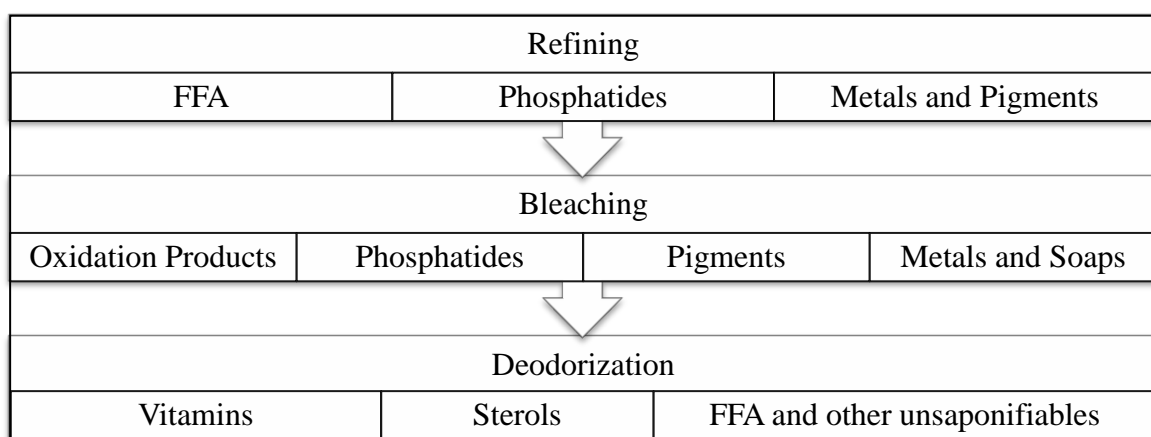 Refining
FFA Phosphatides Metals and Pigments
Bleaching
Oxidation Products Phosphatides Pigments Metals and Soaps
Deodorization
Vitamins Sterols FFA and other unsaponifiables